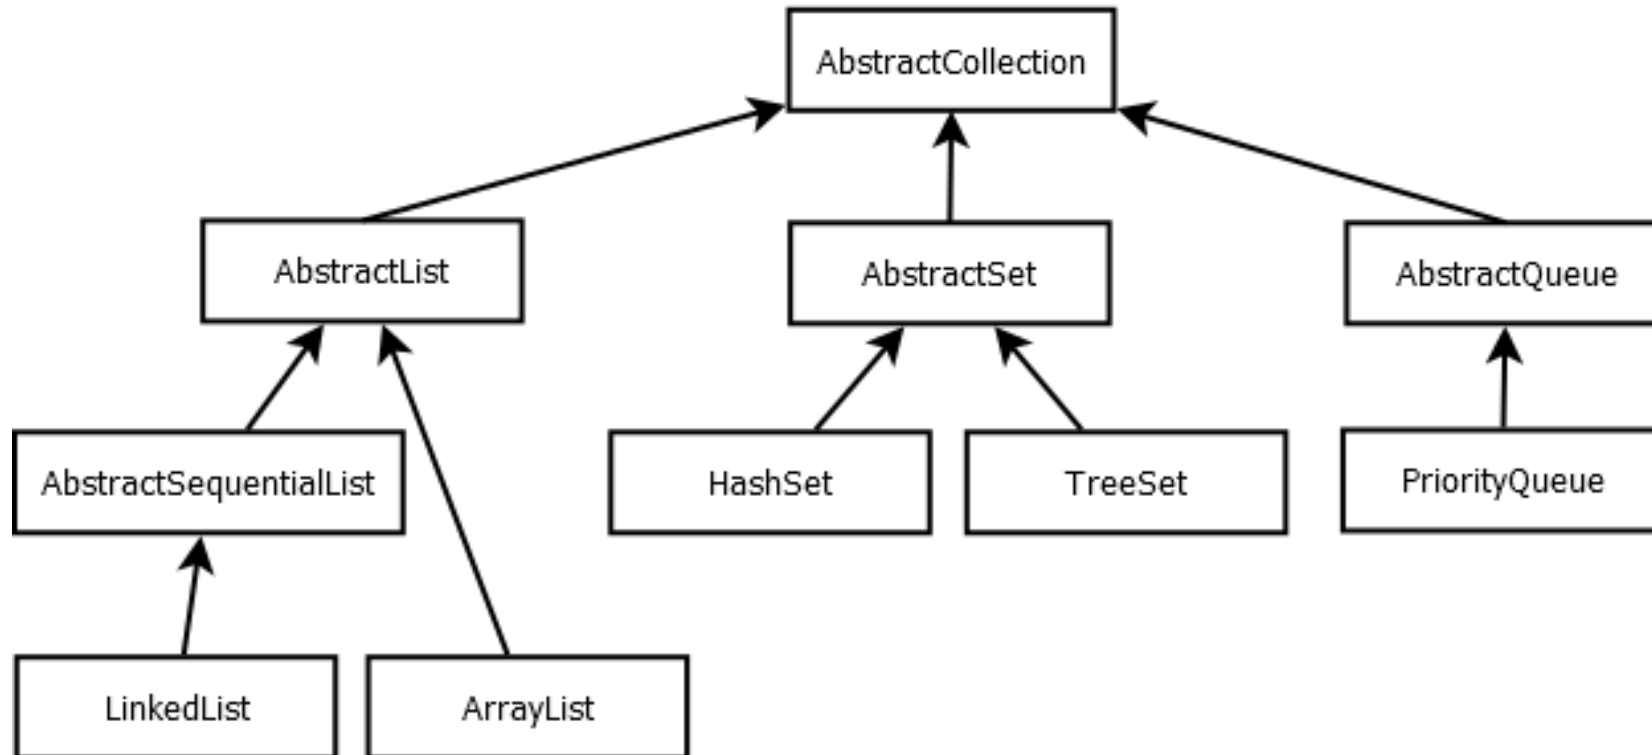 AbstractCollection
AbstractList
AbstractSet
AbstractQueue
AbstractSequentialList
HashSet
TreeSet
PriorityQueue
LinkedList
ArrayList